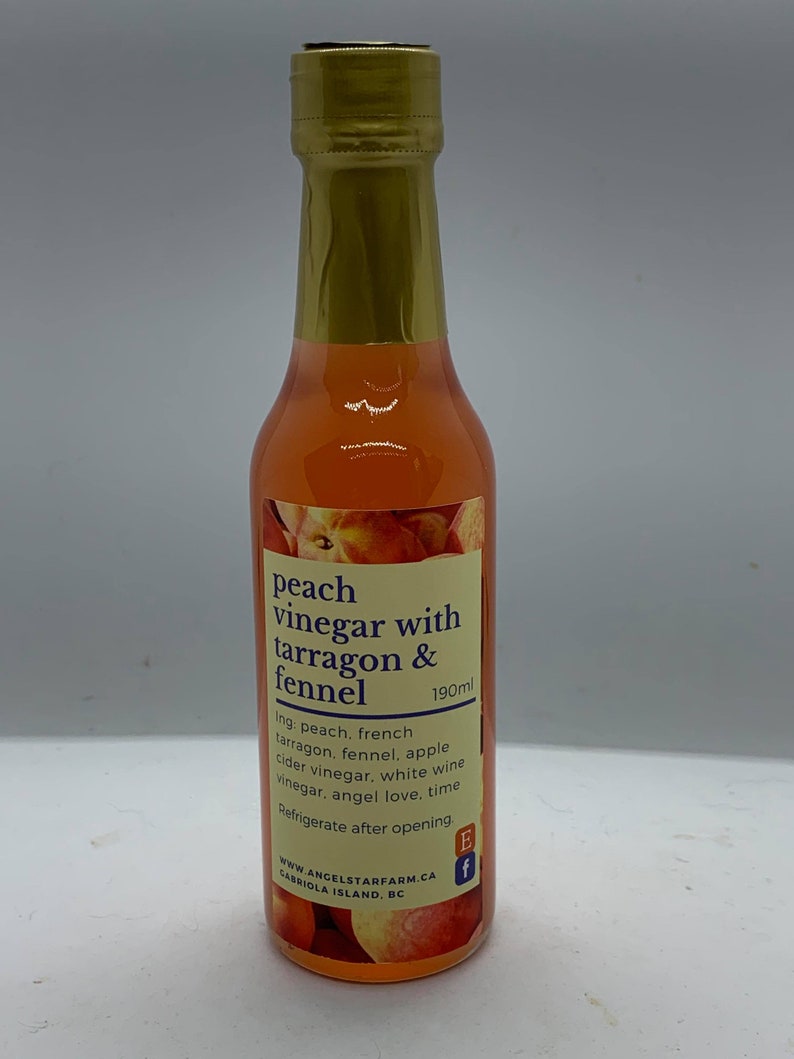 peach
vinegar with
tarragon &
fennel 190ml
Ing: peach, french
tarragon, fennel, apple
cider vinegar, white wine
vinegar, angel love, time
Refrigerate after opening.
E
f
WWW.ANGELSTARFARM.CA
GABRIOLA ISLAND, BC